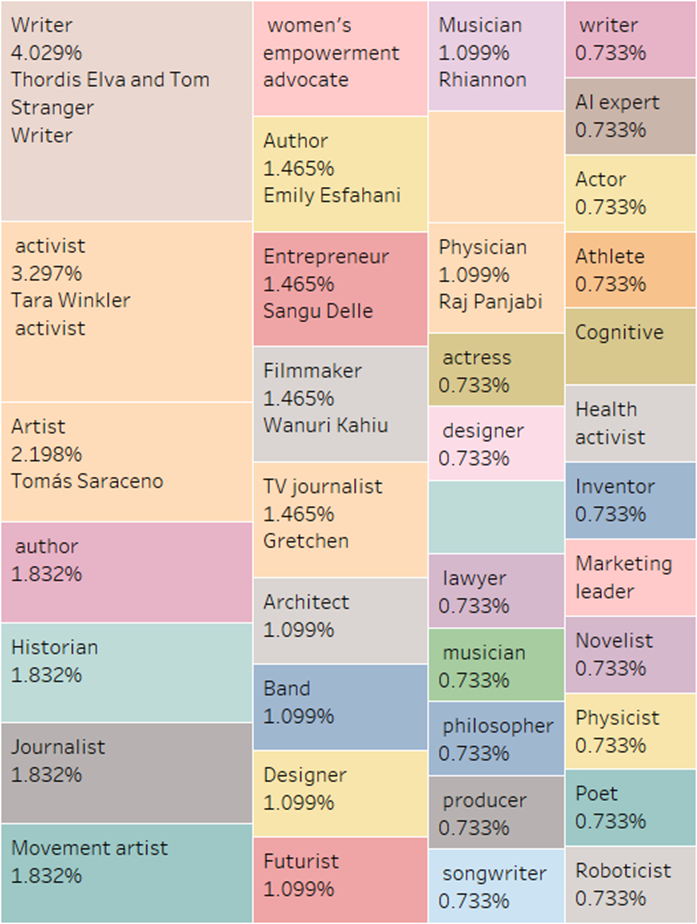 Writer
4.029%
Thordis Elva and Tom
Stranger
Writer
activist
3.297%
Tara Winkler
activist
Artist
2.198%
Tomás Saraceno
author
1.832%
Historian
1.832%
Journalist
1.832%
Movement artist
1.832%
women's
empowerment
advocate
Author
1.465%
Emily Esfahani
Entrepreneur
1.465%
Sangu Delle
Filmmaker
1.465%
Wanuri Kahiu
TV journalist
1.465%
Gretchen
Architect
1.099%
Band
1.099%
Designer
1.099%
Futurist
1.099%
Musician
1.099%
Rhiannon
Physician
1.099%
Raj Panjabi
actress
0.733%
designer
0.733%
lawyer
0.733%
musician
0.733%
philosopher
0.733%
producer
0.733%
songwriter
0.733%
writer
0.733%
AI expert
0.733%
Actor
0.733%
Athlete
0.733%
Cognitive
Health
activist
Inventor
0.733%
Marketing
leader
Novelist
0.733%
Physicist
0.733%
Poet
0.733%
Roboticist
0.733%